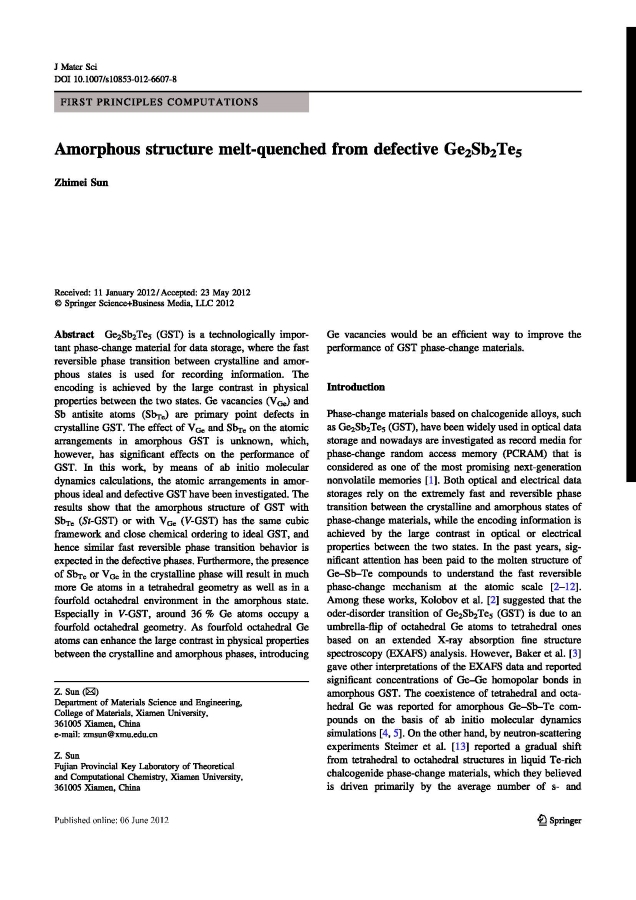 J Mater Sci
DOI 10.1007/s10853-012-6607-8
FIRST PRINCIPLES COMPUTATIONS
Amorphous structure melt-quenched from defective Ge₂Sb₂Te₅
Zhimei Sun
Received: 11 January 2012 / Accepted: 23 May 2012
© Springer Science+Business Media, LLC 2012
Abstract Ge₂Sb₂Te₅ (GST) is a technologically impor-
tant phase-change material for data storage, where the fast
reversible phase transition between crystalline and amor-
phous states is used for recording information. The
encoding is achieved by the large contrast in physical
properties between the two states. Ge vacancies (V_Ge) and
Sb antisite atoms (Sb_Te) are primary point defects in
crystalline GST. The effect of V_Ge and Sb_Te on the atomic
arrangements in amorphous GST is unknown, which,
however, has significant effects on the performance of
GST. In this work, by means of ab initio molecular
dynamics calculations, the atomic arrangements in amor-
phous ideal and defective GST have been investigated. The
results show that the amorphous structure of GST with
Sb_Te (St-GST) or with V_Ge (V-GST) has the same cubic
framework and close chemical ordering to ideal GST, and
hence similar fast reversible phase transition behavior is
expected in the defective phases. Furthermore, the presence
of Sb_Te or V_Ge in the crystalline phase will result in much
more Ge atoms in a tetrahedral geometry as well as in a
fourfold octahedral environment in the amorphous state.
Especially in V-GST, around 36 % Ge atoms occupy a
fourfold octahedral geometry. As fourfold octahedral Ge
atoms can enhance the large contrast in physical properties
between the crystalline and amorphous phases, introducing
Z. Sun (✉)
Department of Materials Science and Engineering,
College of Materials, Xiamen University,
361005 Xiamen, China
e-mail: zmsun@xmu.edu.cn
Z. Sun
Fujian Provincial Key Laboratory of Theoretical
and Computational Chemistry, Xiamen University,
361005 Xiamen, China
Ge vacancies would be an efficient way to improve the
performance of GST phase-change materials.
Introduction
Phase-change materials based on chalcogenide alloys, such
as Ge₂Sb₂Te₅ (GST), have been widely used in optical data
storage and nowadays are investigated as record media for
phase-change random access memory (PCRAM) that is
considered as one of the most promising next-generation
nonvolatile memories [1]. Both optical and electrical data
storages rely on the extremely fast and reversible phase
transition between the crystalline and amorphous states of
phase-change materials, while the encoding information is
achieved by the large contrast in optical or electrical
properties between the two states. In the past years, sig-
nificant attention has been paid to the molten structure of
Ge–Sb–Te compounds to understand the fast reversible
phase-change mechanism at the atomic scale [2–12].
Among these works, Kolobov et al. [2] suggested that the
oder-disorder transition of Ge₂Sb₂Te₅ (GST) is due to an
umbrella-flip of octahedral Ge atoms to tetrahedral ones
based on an extended X-ray absorption fine structure
spectroscopy (EXAFS) analysis. However, Baker et al. [3]
gave other interpretations of the EXAFS data and reported
significant concentrations of Ge–Ge homopolar bonds in
amorphous GST. The coexistence of tetrahedral and octa-
hedral Ge was reported for amorphous Ge–Sb–Te com-
pounds on the basis of ab initio molecular dynamics
simulations [4, 5]. On the other hand, by neutron-scattering
experiments Steimer et al. [13] reported a gradual shift
from tetrahedral to octahedral structures in liquid Te-rich
chalcogenide phase-change materials, which they believed
is driven primarily by the average number of s- and
Published online: 06 June 2012
Springer